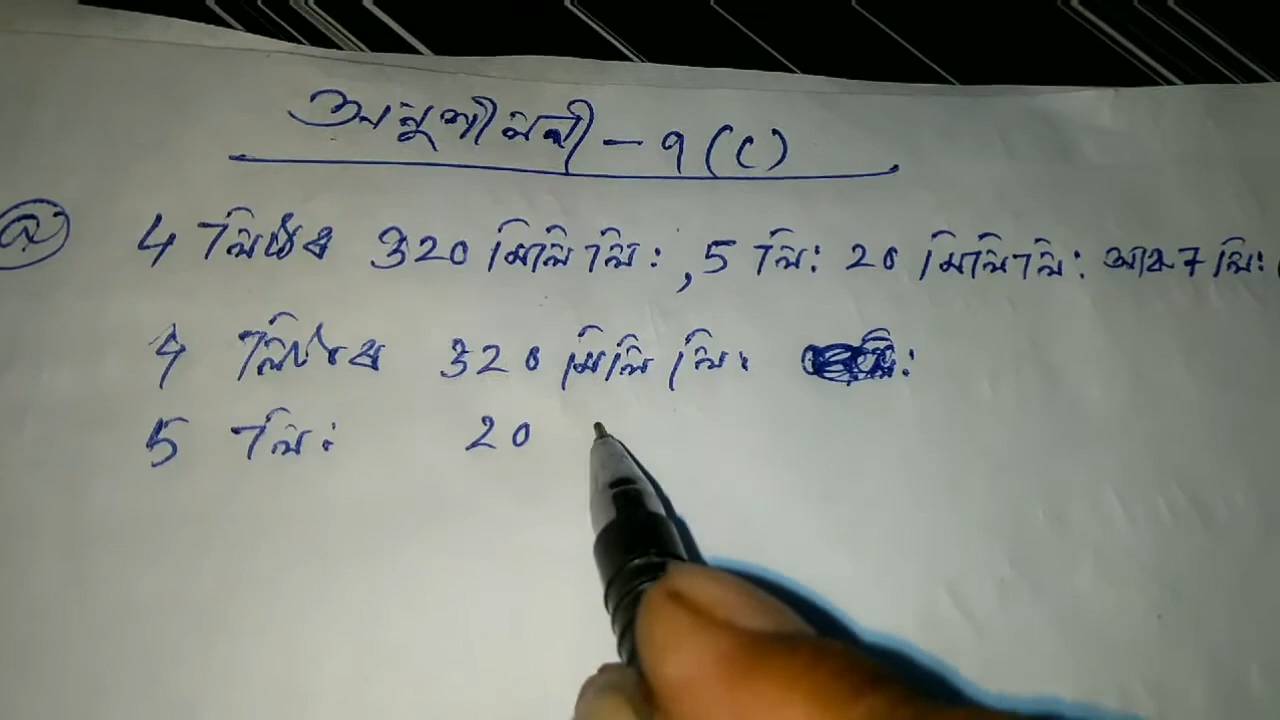 অনুশীলনী – ৭ (C)
4 লিটাৰ 320 মিলিলি: , 5 লি: 20 মিলিলি: আৰু 7 লি:
4 লিটাৰ 320 মিলিলি: লি:
5 লি: 20